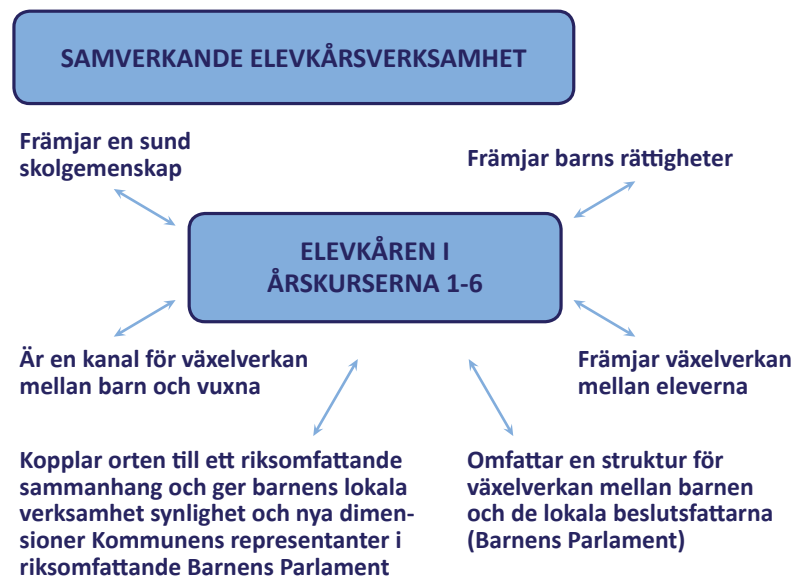 SAMVERKANDE ELEVKÅRSVERKSAMHET
Främjar en sund
skolgemenskap
Främjar barns rättigheter
ELEVKÅREN I
ÅRSKURSERNA 1-6
Är en kanal för växelverkan
mellan barn och vuxna
Främjar växelverkan
mellan eleverna
Kopplar orten till ett riksomfattande
sammanhang och ger barnens lokala
verksamhet synlighet och nya dimen-
sioner Kommunens representanter i
riksomfattande Barnens Parlament
Omfattar en struktur för
växelverkan mellan barnen
och de lokala beslutsfattarna
(Barnens Parlament)